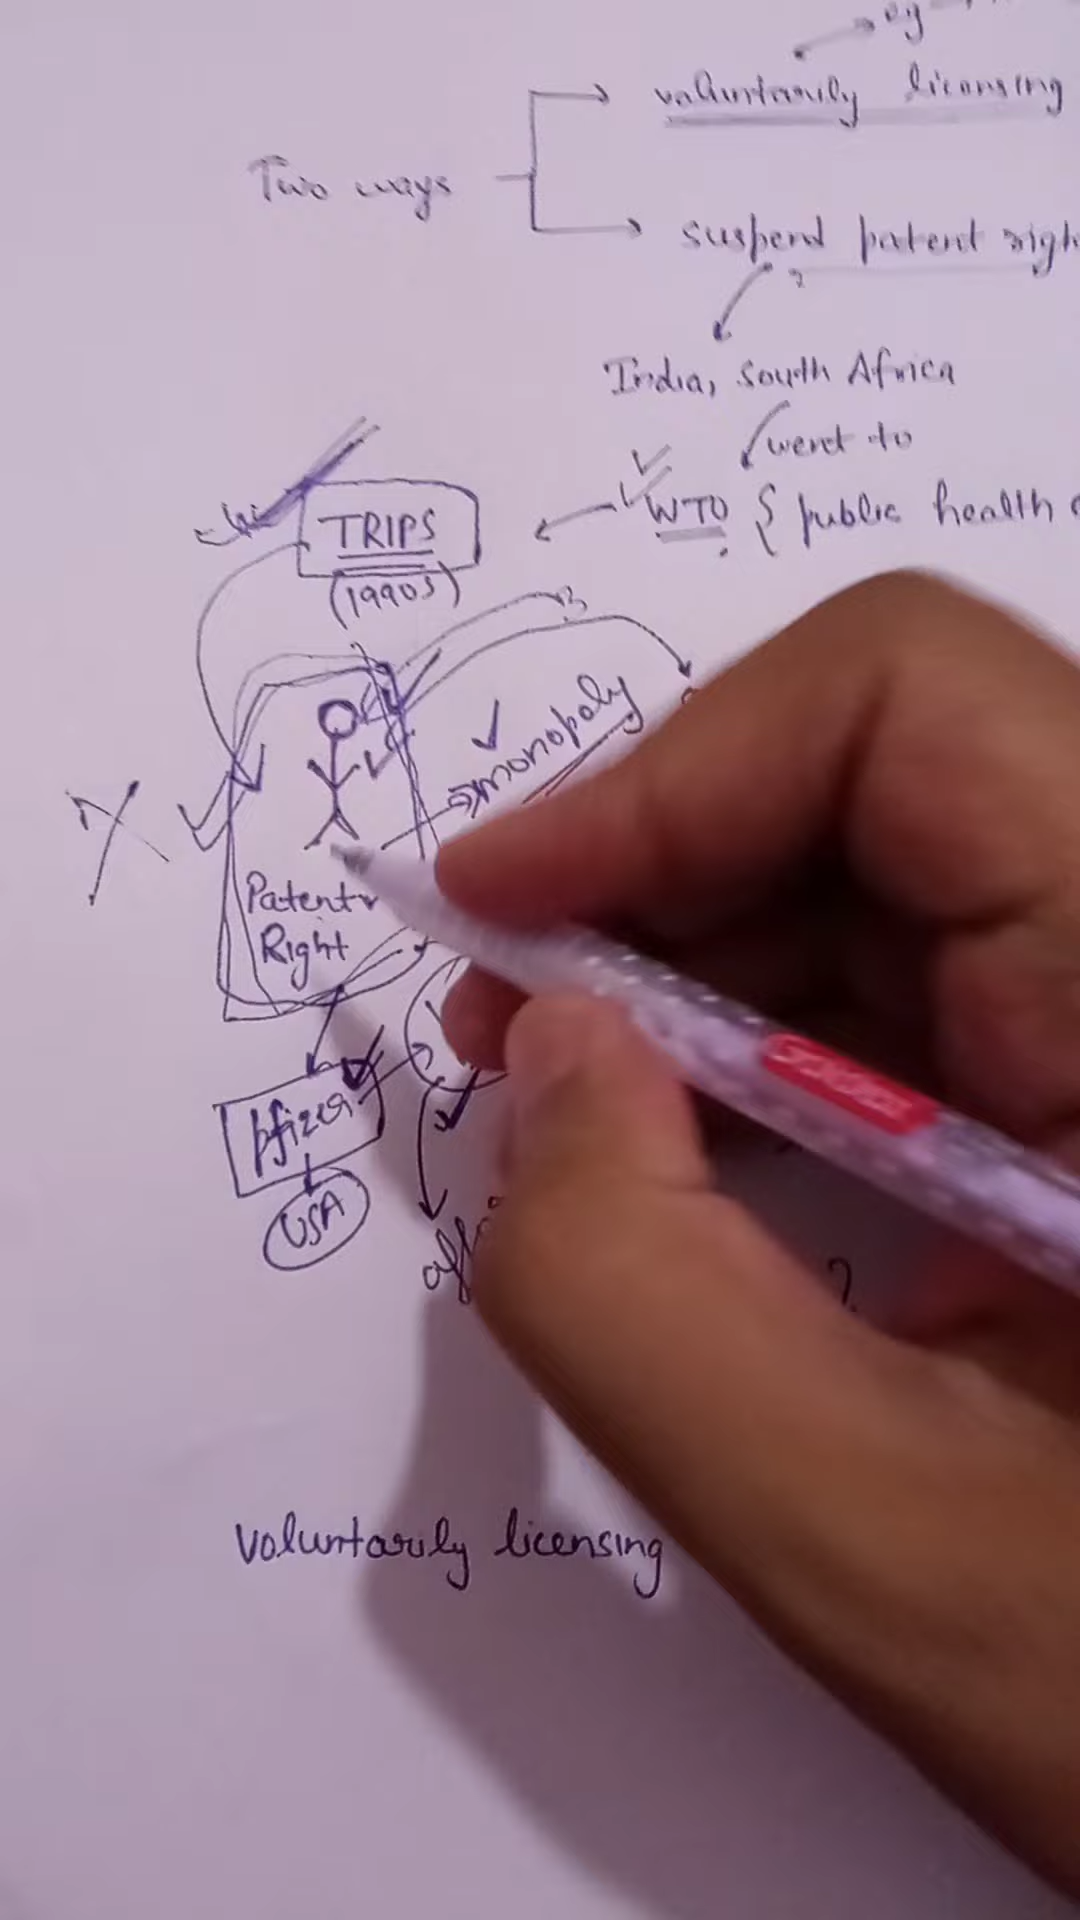 eg
voluntarily licensing
Two ways
suspend patent
India, South Africa
went to
WTO { public health
TRIPS
(1990s)
monopoly
Patent
Right
Pfizer
USA
voluntarily licensing